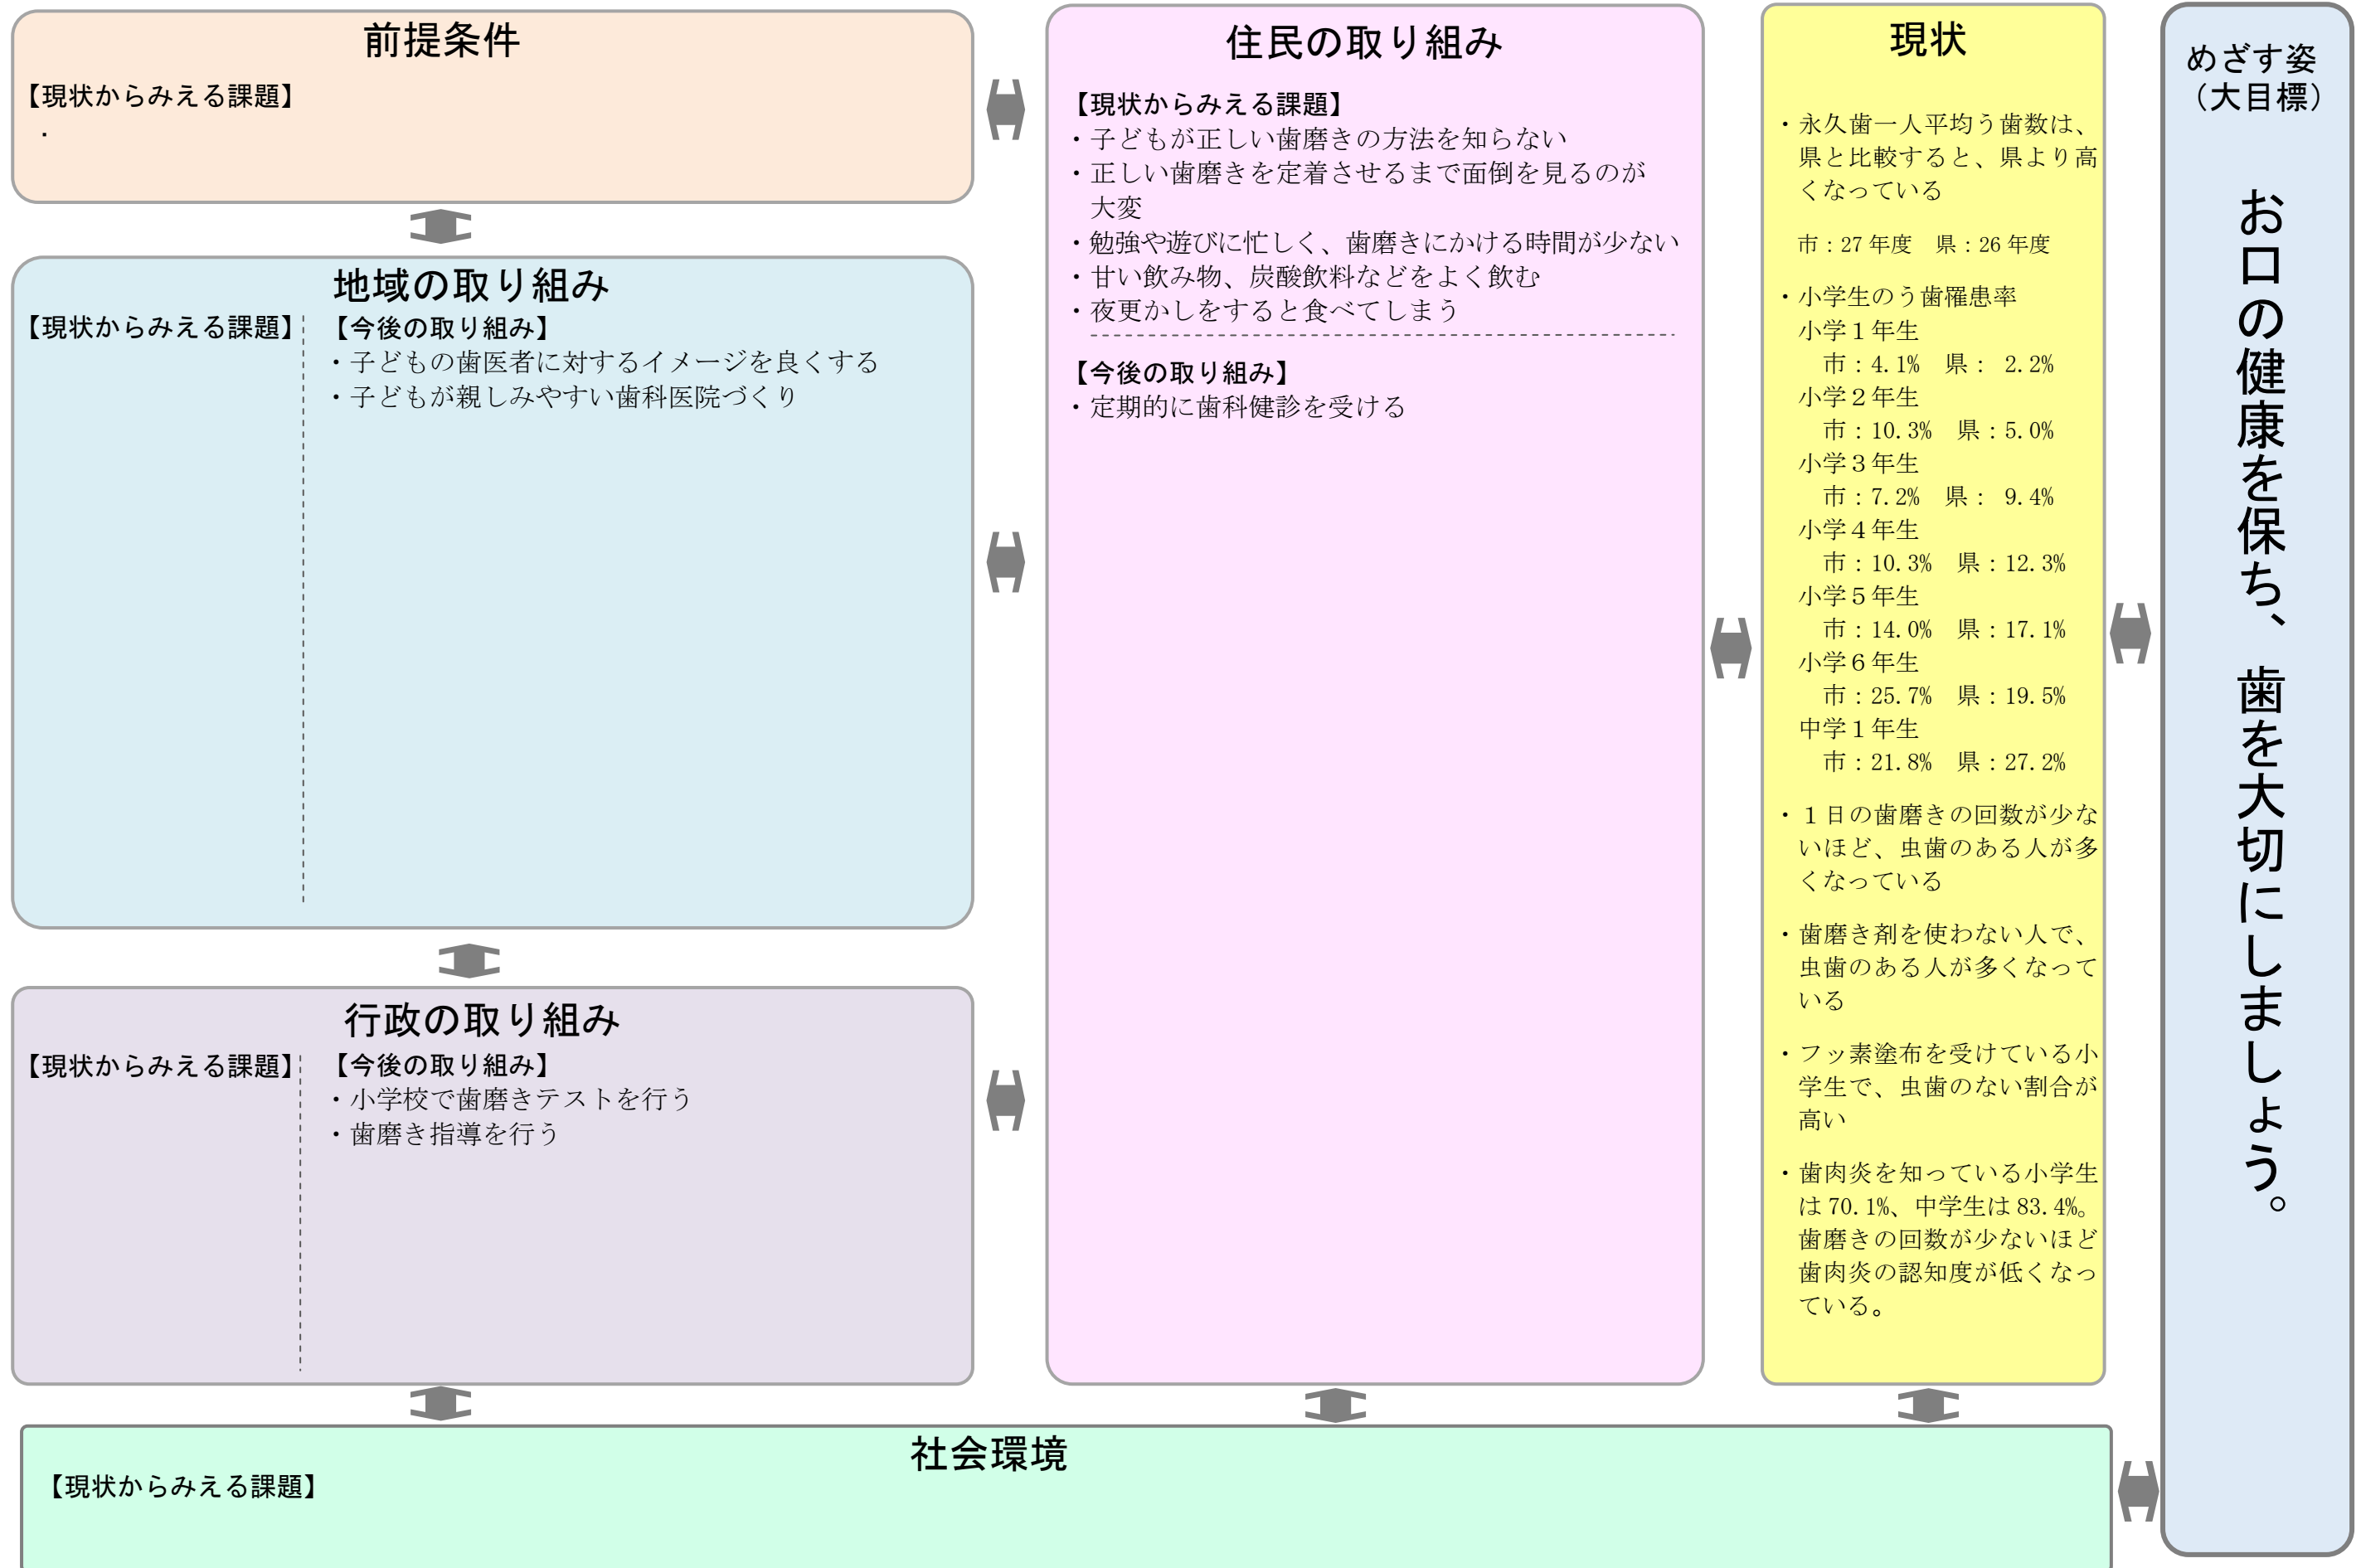 前提条件
【現状からみえる課題】
・
地域の取り組み
【現状からみえる課題】
【今後の取り組み】
・子どもの歯医者に対するイメージを良くする
・子どもが親しみやすい歯科医院づくり
行政の取り組み
【現状からみえる課題】
【今後の取り組み】
・小学校で歯磨きテストを行う
・歯磨き指導を行う
住民の取り組み
【現状からみえる課題】
・子どもが正しい歯磨きの方法を知らない
・正しい歯磨きを定着させるまで面倒を見るのが
大変
・勉強や遊びに忙しく、歯磨きにかける時間が少ない
・甘い飲み物、炭酸飲料などをよく飲む
・夜更かしをすると食べてしまう
【今後の取り組み】
・定期的に歯科健診を受ける
現状
・永久歯一人平均う歯数は、
県と比較すると、県より高
くなっている
市：27年度　県：26年度
・小学生のう歯罹患率
小学１年生
市：4.1%　県： 2.2%
小学２年生
市：10.3%　県：5.0%
小学３年生
市：7.2%　県： 9.4%
小学４年生
市：10.3%　県：12.3%
小学５年生
市：14.0%　県：17.1%
小学６年生
市：25.7%　県：19.5%
中学１年生
市：21.8%　県：27.2%
・１日の歯磨きの回数が少な
いほど、虫歯のある人が多
くなっている
・歯磨き剤を使わない人で、
虫歯のある人が多くなって
いる
・フッ素塗布を受けている小
学生で、虫歯のない割合が
高い
・歯肉炎を知っている小学生
は70.1%、中学生は83.4%。
歯磨きの回数が少ないほど
歯肉炎の認知度が低くなっ
ている。
めざす姿
（大目標）
お口の健康を保ち、歯を大切にしましょう。
社会環境
【現状からみえる課題】